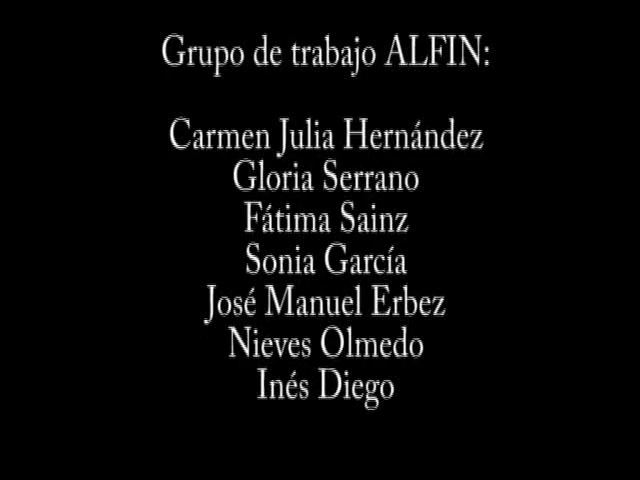 Grupo de trabajo ALFIN:
Carmen Julia Hernández
Gloria Serrano
Fátima Sainz
Sonia García
José Manuel Erbez
Nieves Olmedo
Inés Diego